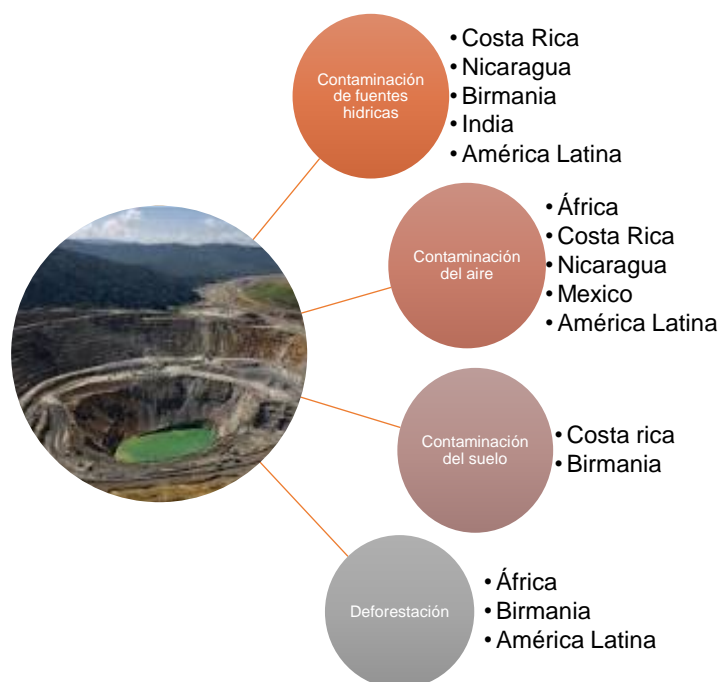 Contaminación
de fuentes
hidricas
• Costa Rica
• Nicaragua
• Birmania
• India
• América Latina
Contaminación
del aire
• África
• Costa Rica
• Nicaragua
• Mexico
• América Latina
Contaminación
del suelo
• Costa rica
• Birmania
Deforestación
• África
• Birmania
• América Latina